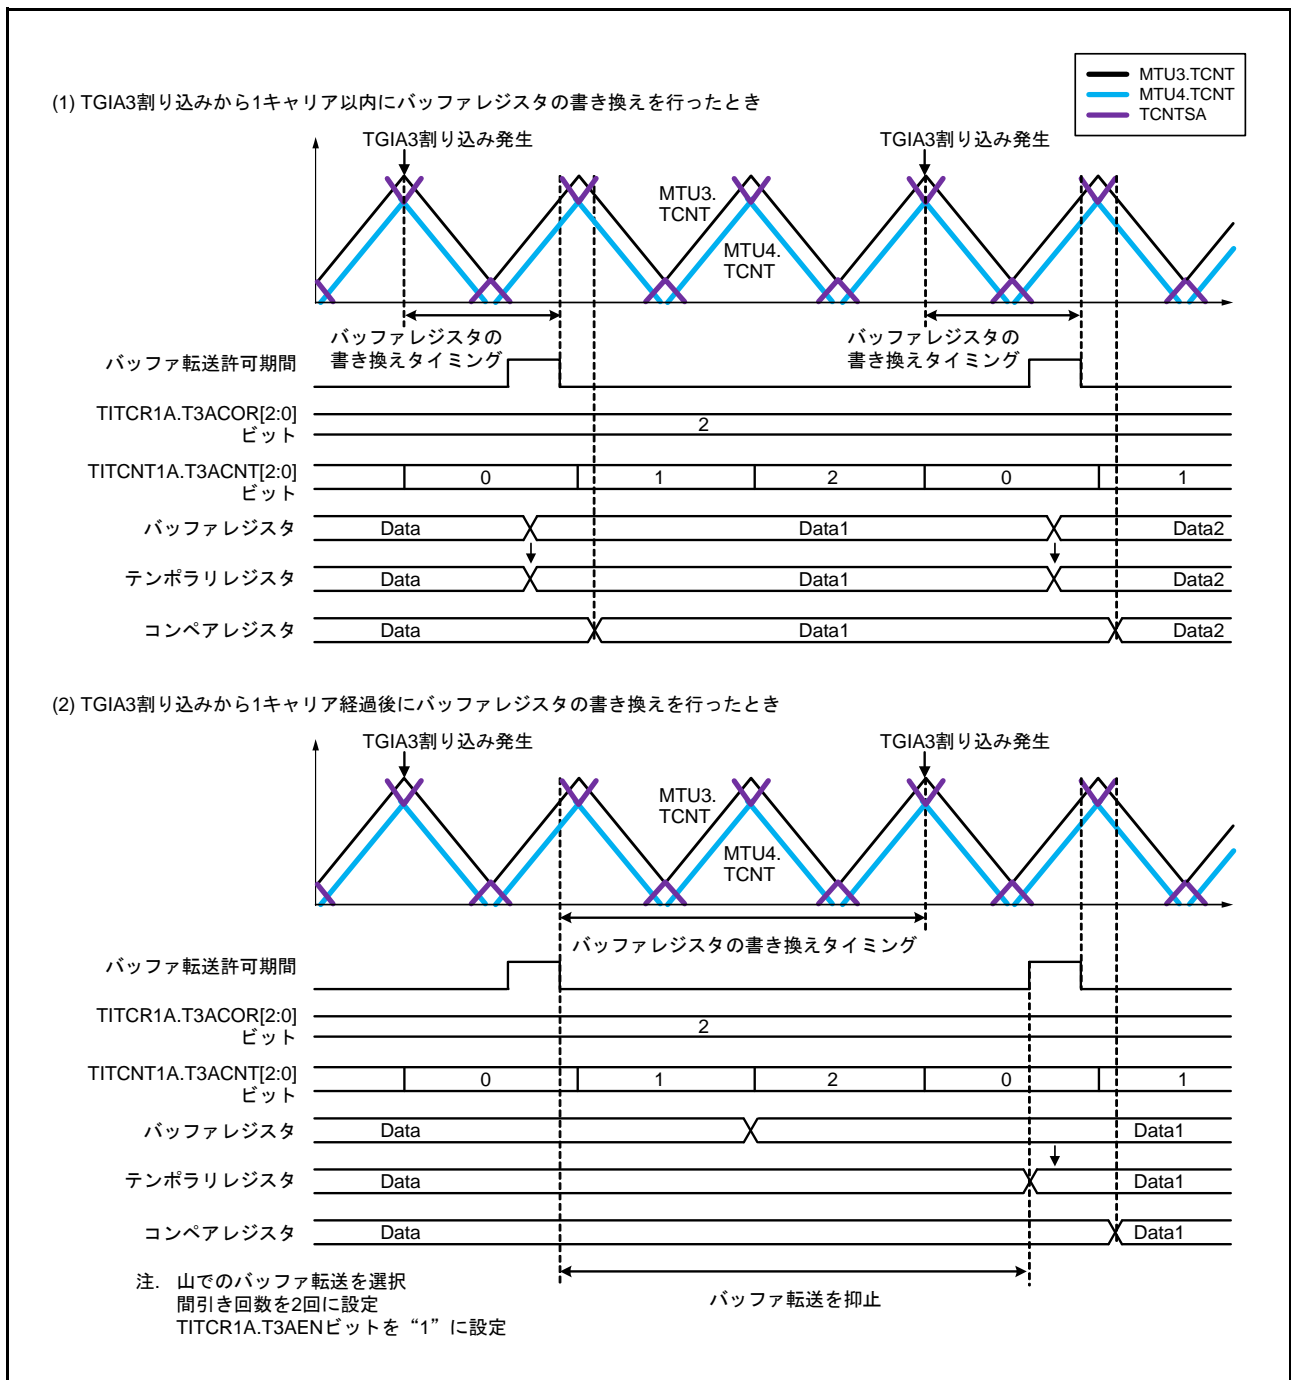 MTU3.TCNT
MTU4.TCNT
TCNTSA
(1) TGIA3割り込みから1キャリア以内にバッファレジスタの書き換えを行ったとき
TGIA3割り込み発生
TGIA3割り込み発生
MTU3.
TCNT
MTU4.
TCNT
バッファレジスタの
書き換えタイミング
バッファレジスタの
書き換えタイミング
バッファ転送許可期間
TITCR1A.T3ACOR[2:0]
ビット
2
TITCNT1A.T3ACNT[2:0]
ビット
0 1 2 0 1
バッファレジスタ Data Data1 Data2
テンポラリレジスタ Data Data1 Data2
コンペアレジスタ Data Data1 Data2
(2) TGIA3割り込みから1キャリア経過後にバッファレジスタの書き換えを行ったとき
TGIA3割り込み発生
TGIA3割り込み発生
MTU3.
TCNT
MTU4.
TCNT
バッファレジスタの書き換えタイミング
バッファ転送許可期間
TITCR1A.T3ACOR[2:0]
ビット
2
TITCNT1A.T3ACNT[2:0]
ビット
0 1 2 0 1
バッファレジスタ Data Data1
テンポラリレジスタ Data Data1
コンペアレジスタ Data Data1
バッファ転送を抑止
注. 山でのバッファ転送を選択
間引き回数を2回に設定
TITCR1A.T3AENビットを“1”に設定